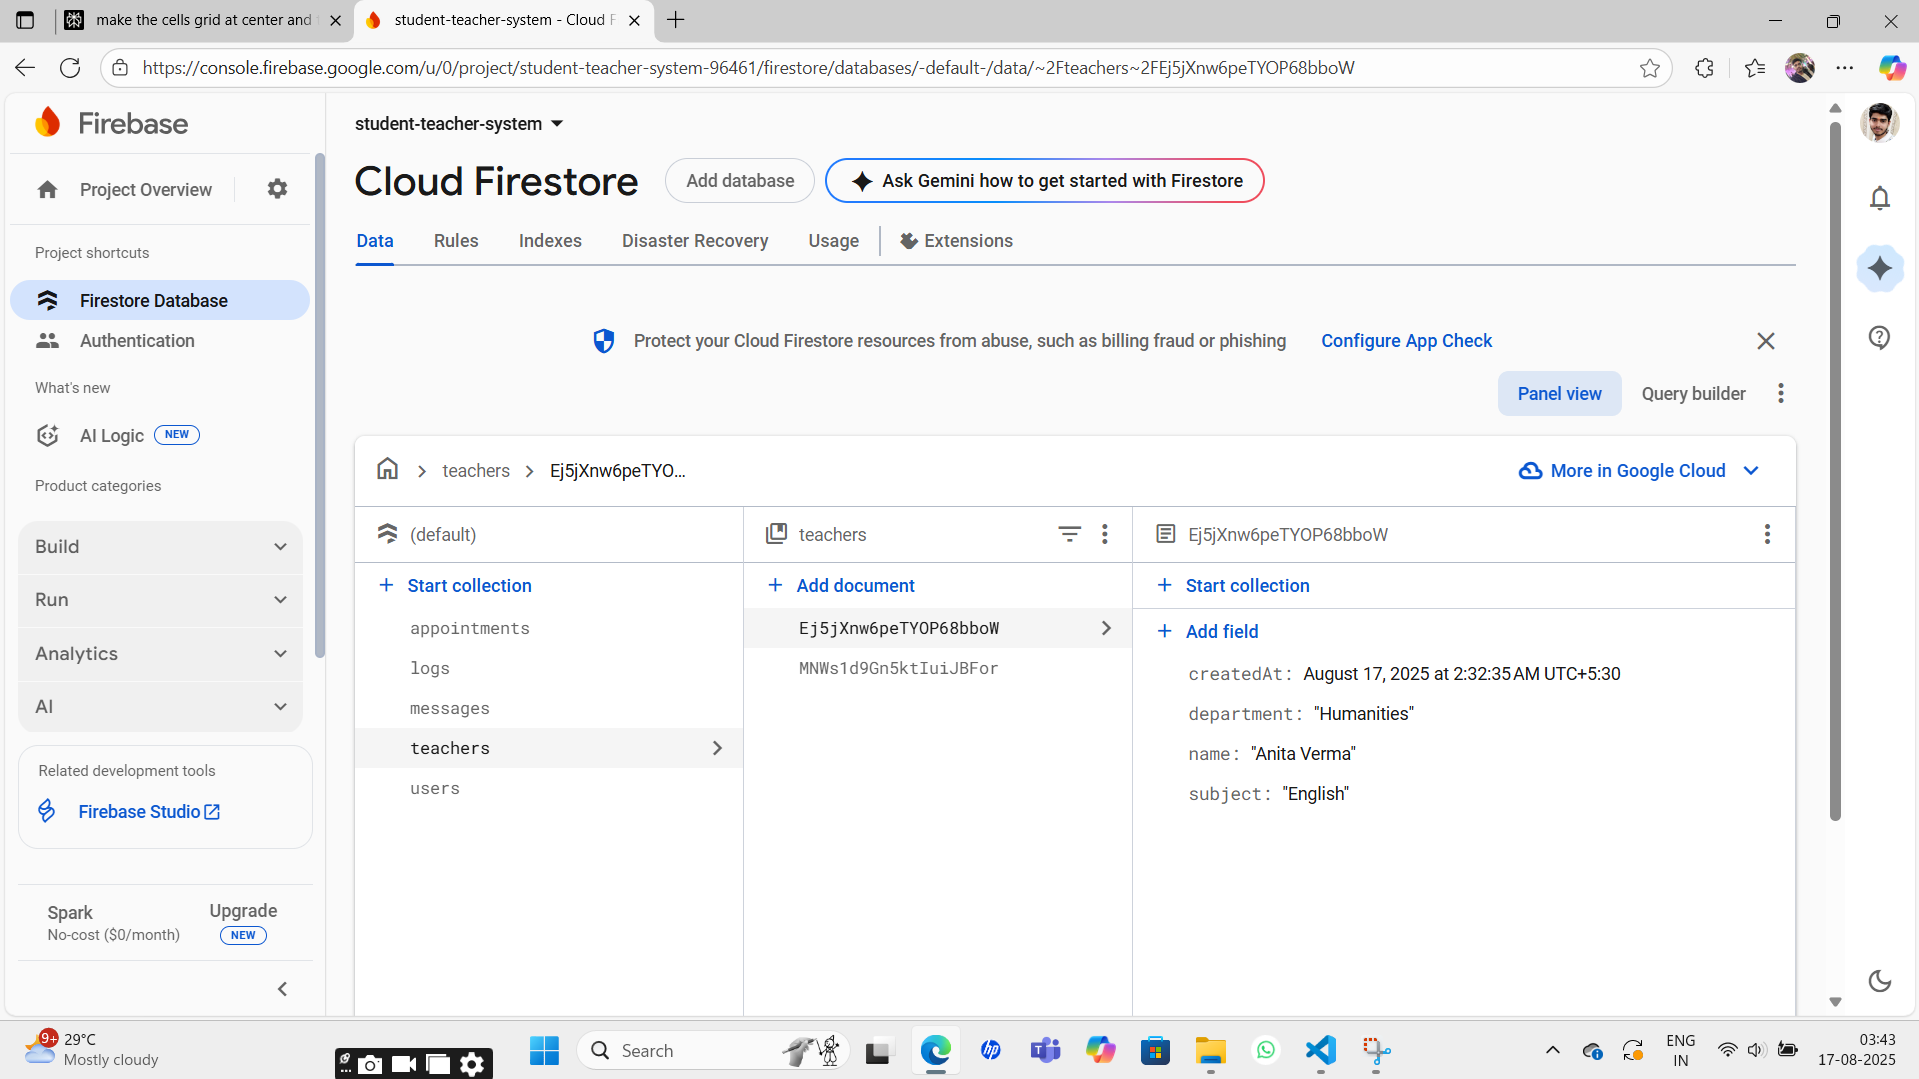 make the cells grid at center and
student-teacher-system - Cloud F
https://console.firebase.google.com/u/0/project/student-teacher-system-96461/firestore/databases/-default-/data/~2Fteachers~2FEj5jXnw6peTYOP68bboW
Firebase
student-teacher-system
Project Overview
Cloud Firestore
Add database
Ask Gemini how to get started with Firestore
Data
Rules
Indexes
Disaster Recovery
Usage
Extensions
Project shortcuts
Firestore Database
Authentication
What's new
AI Logic
NEW
Product categories
Build
Run
Analytics
AI
Related development tools
Firebase Studio
Spark
No-cost ($0/month)
Upgrade
NEW
Protect your Cloud Firestore resources from abuse, such as billing fraud or phishing
Configure App Check
Panel view
Query builder
teachers
Ej5jXnw6peTYO...
More in Google Cloud
(default)
Start collection
appointments
logs
messages
teachers
users
teachers
Add document
Ej5jXnw6peTYOP68bboW
MNWs1d9Gn5ktIuiJBFor
Ej5jXnw6peTYOP68bboW
Start collection
Add field
createdAt: August 17, 2025 at 2:32:35 AM UTC+5:30
department: "Humanities"
name: "Anita Verma"
subject: "English"
9+
29°C
Mostly cloudy
Search
hp
ENG
IN
03:43
17-08-2025